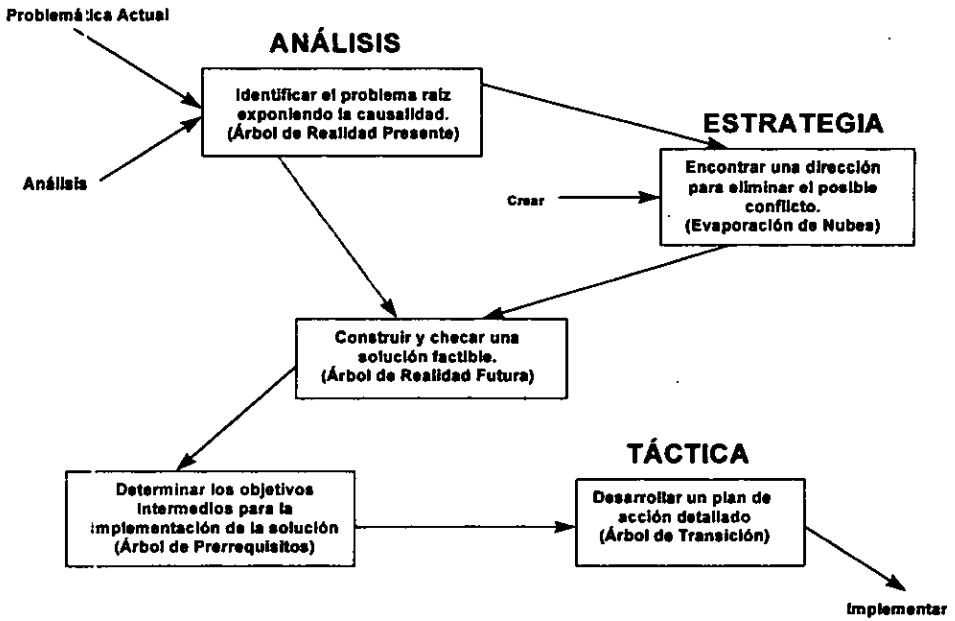 Problemática Actual
ANÁLISIS
Identificar el problema raíz
exponiendo la causalidad.
(Árbol de Realidad Presente)
Análisis
ESTRATEGIA
Encontrar una dirección
para eliminar el posible
conflicto.
(Evaporación de Nubes)
Crear
Construir y checar una
solución factible.
(Árbol de Realidad Futura)
Determinar los objetivos
Intermedios para la
implementación de la solución
(Árbol de Prerrequisitos)
TÁCTICA
Desarrollar un plan de
acción detallado
(Árbol de Transición)
Implementar